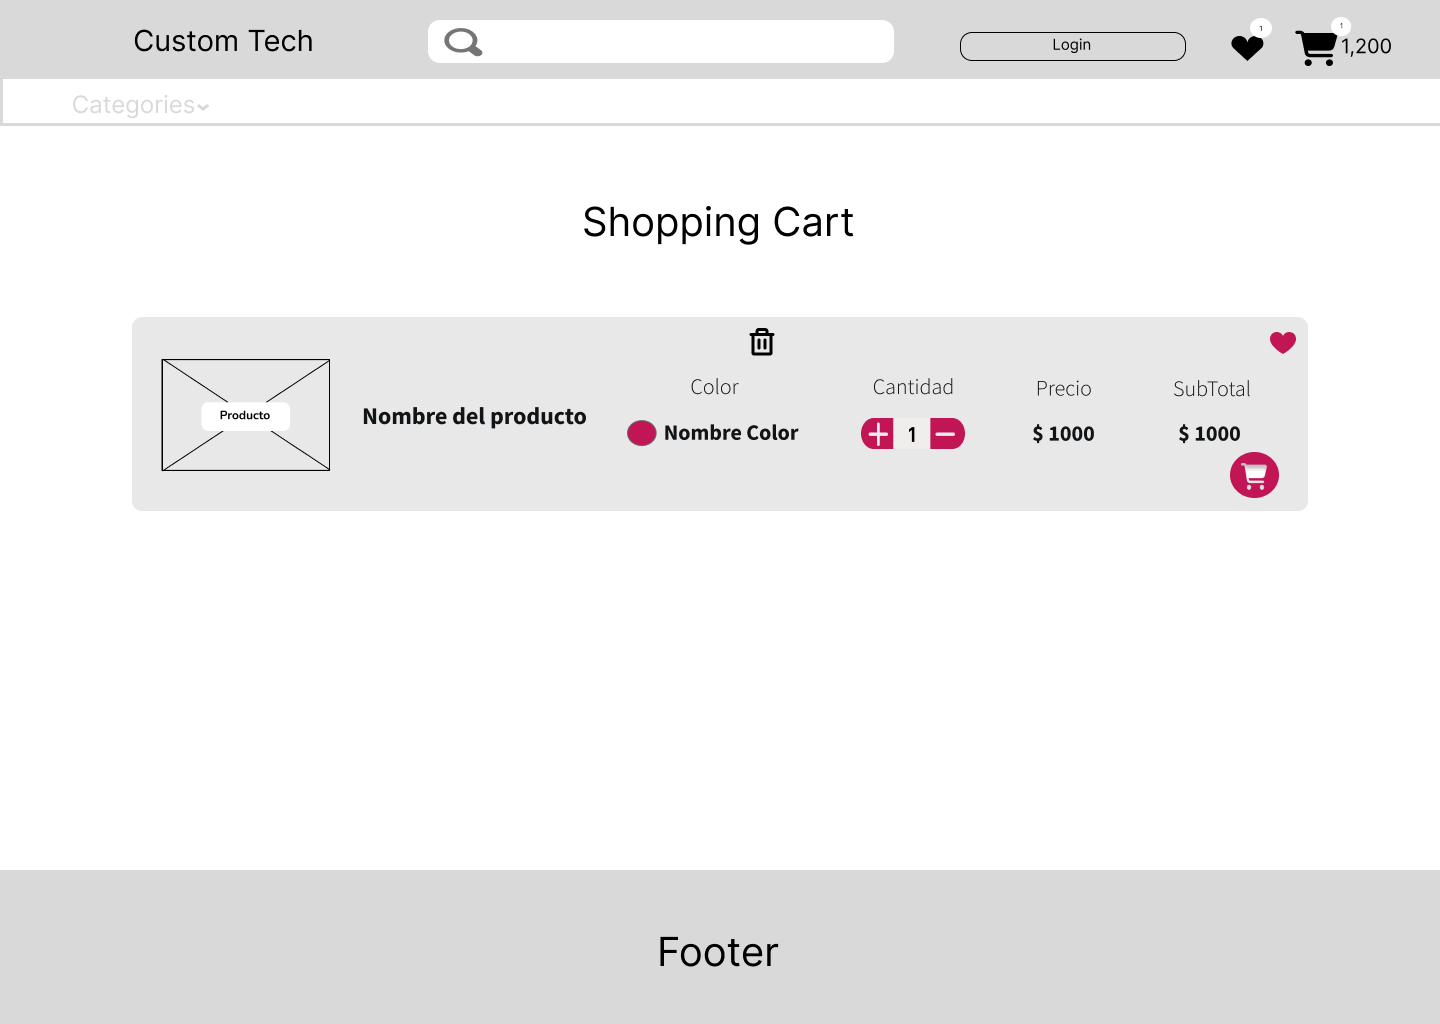 Custom Tech
Login
1
1
1,200
Categories
Shopping Cart
Producto
Nombre del producto
Color
Nombre Color
Cantidad
1
Precio
$ 1000
SubTotal
$ 1000
Footer